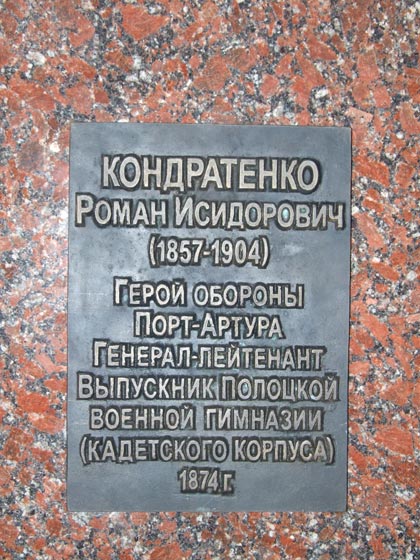 КОНДРАТЕНКО
РОМАН ИСИДОРОВИЧ
(1857-1904)
ГЕРОЙ ОБОРОНЫ
ПОРТ-АРТУРА
ГЕНЕРАЛ-ЛЕЙТЕНАНТ
ВЫПУСКНИК ПОЛОЦКОЙ
ВОЕННОЙ ГИМНАЗИИ
(КАДЕТСКОГО КОРПУСА)
1874 г.